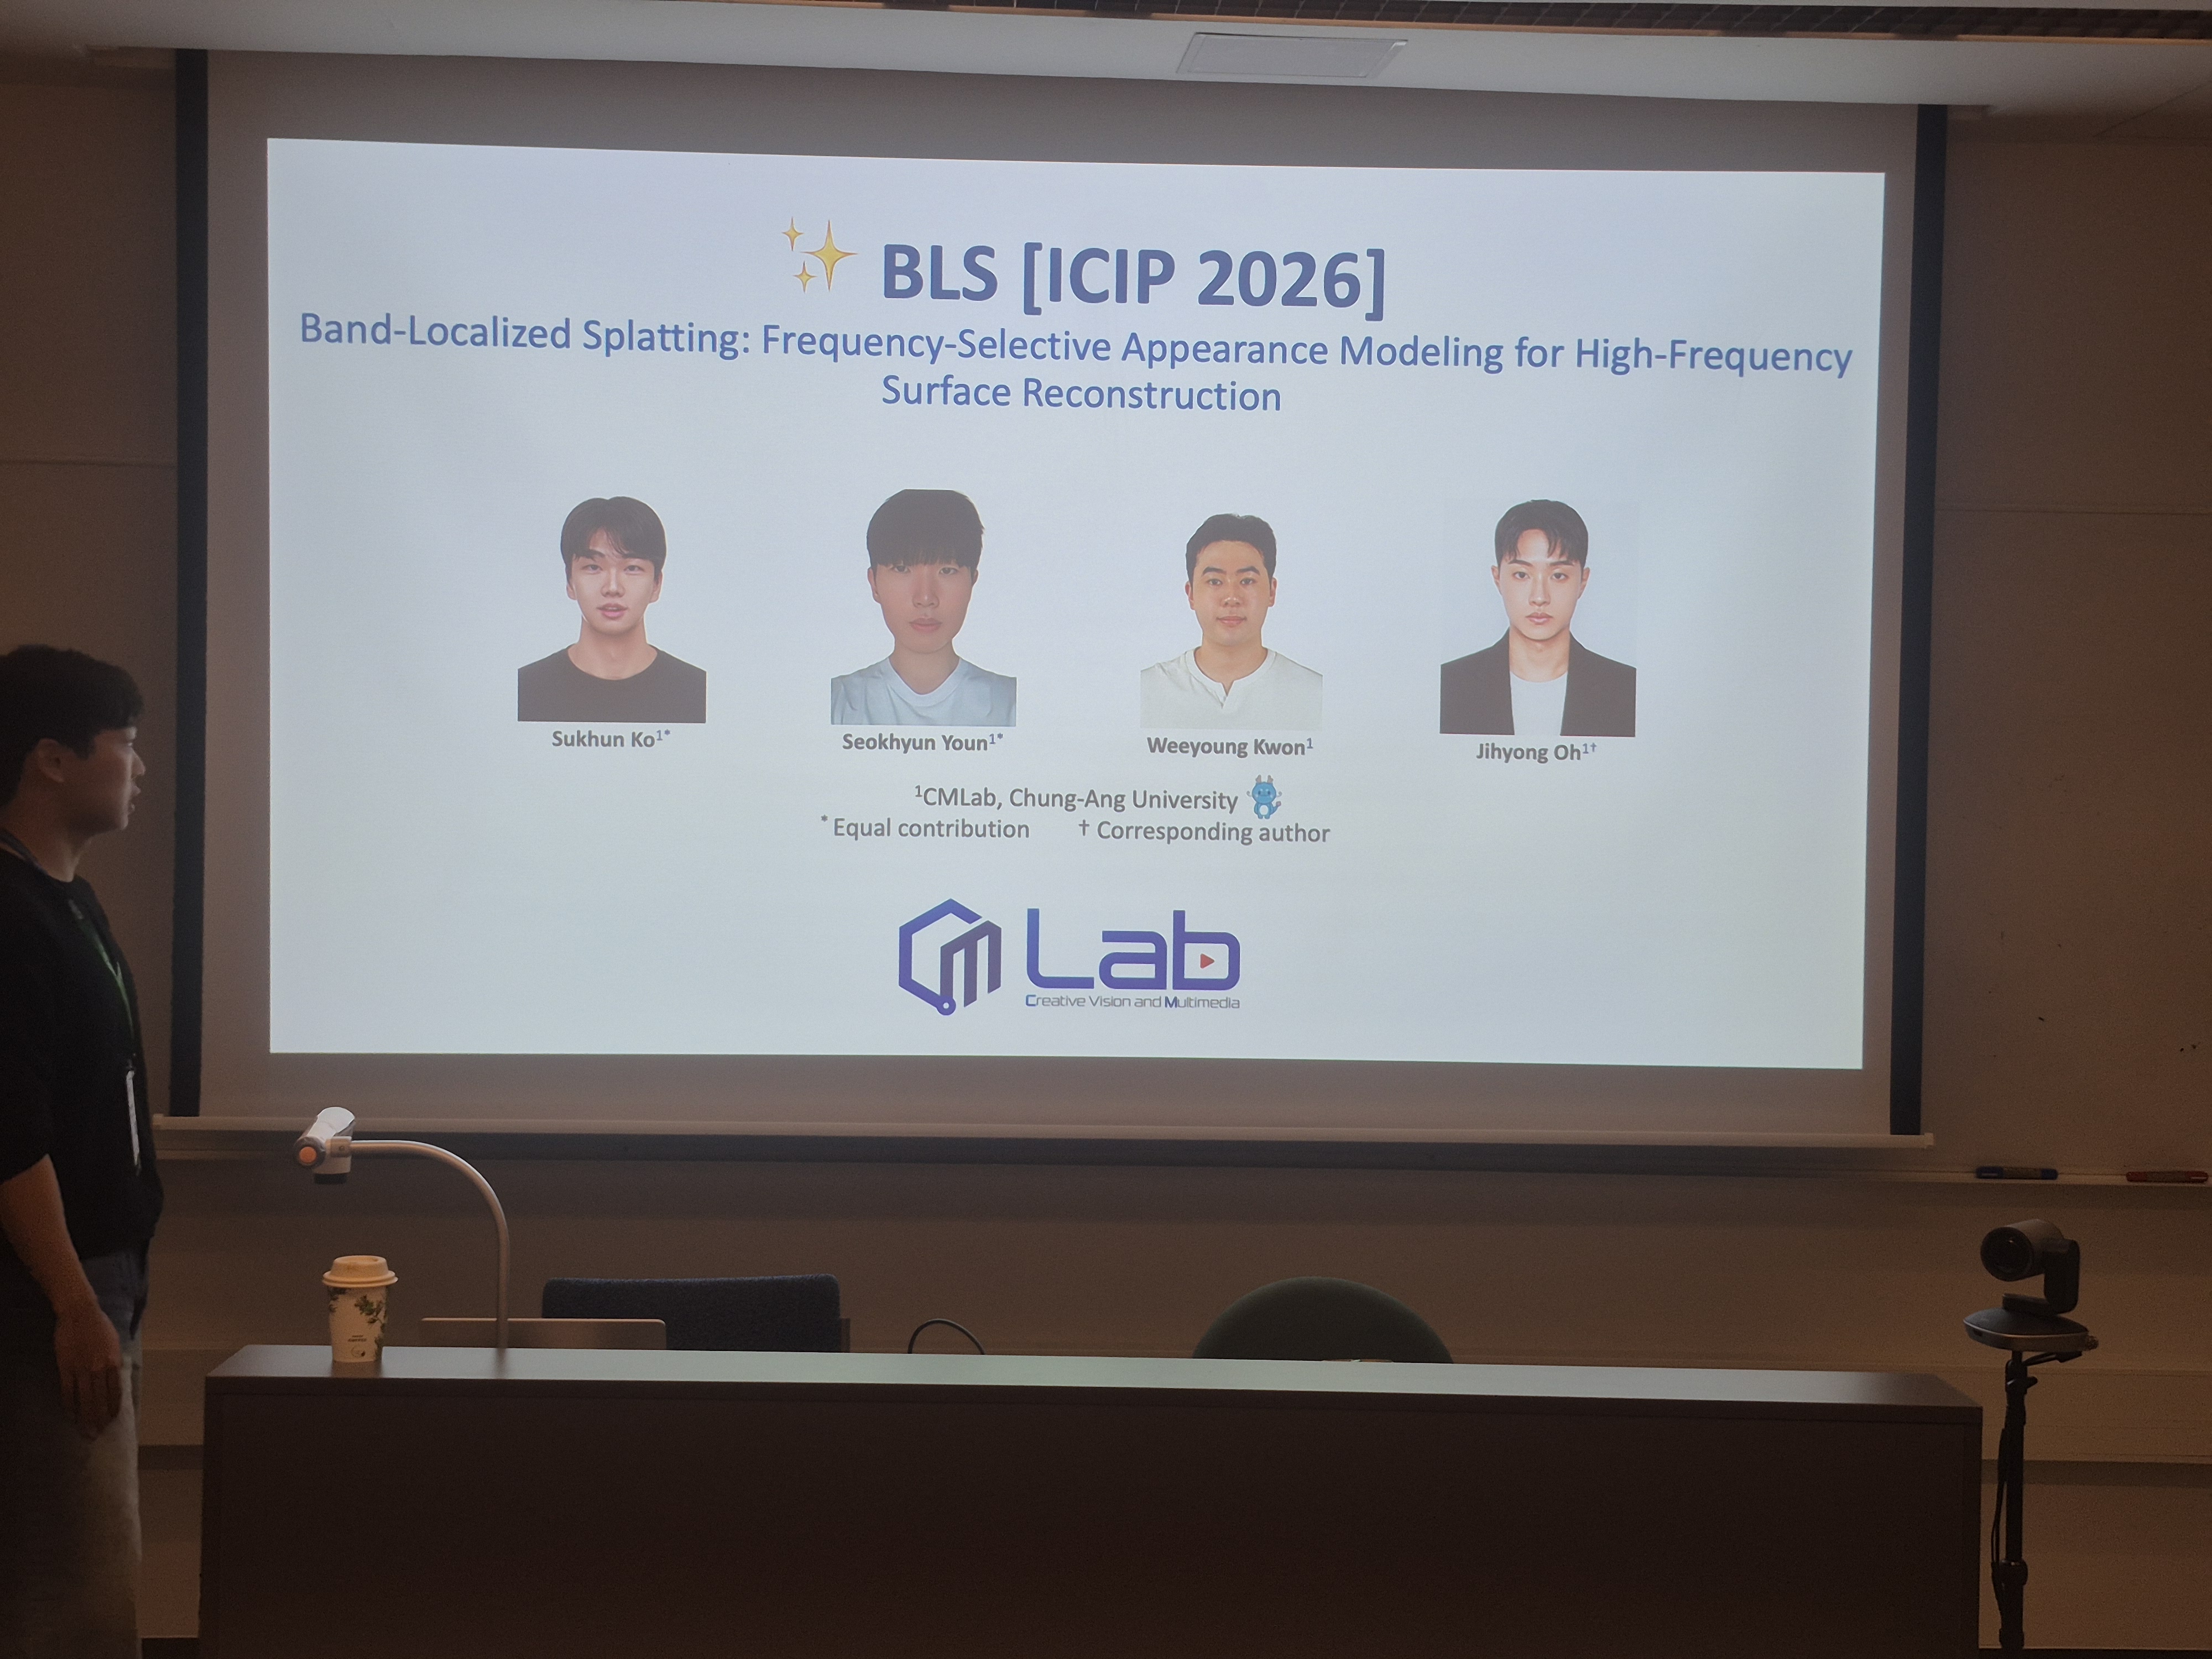 BLS [ICIP 2026]
Band-Localized Splatting: Frequency-Selective Appearance Modeling for High-Frequency
Surface Reconstruction
Sukhun Ko¹* Seokhyun Youn¹* Weeyoung Kwon¹ Jihyong Oh¹†
¹CMLab, Chung-Ang University
* Equal contribution † Corresponding author
CM Lab
Creative Vision and Multimedia